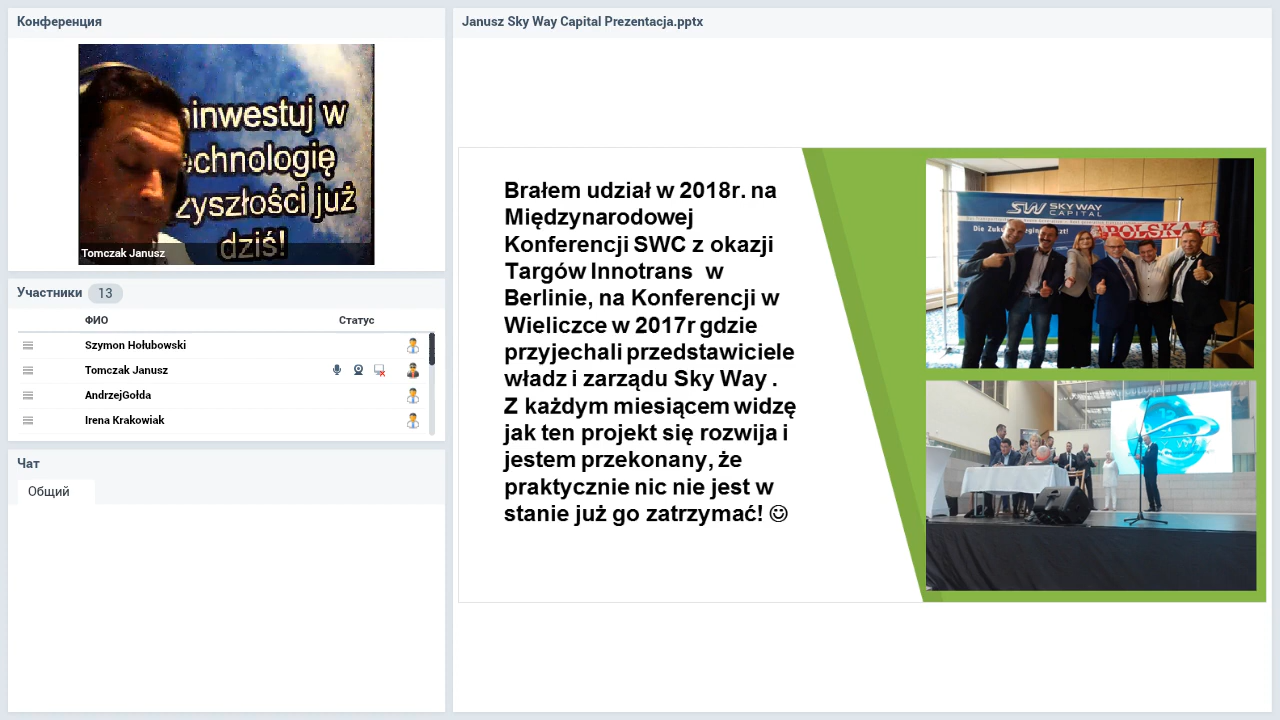 Конференция
ainwestuj w
echnologię
zyszłości już
dziś!
Tomczak Janusz
Участники 13
ФИО Статус
Szymon Hołubowski
Tomczak Janusz
AndrzejGołda
Irena Krakowiak
Чат
Общий
Janusz Sky Way Capital Prezentacja.pptx
Brałem udział w 2018r. na
Międzynarodowej
Konferencji SWC z okazji
Targów Innotrans w
Berlinie, na Konferencji w
Wieliczce w 2017r gdzie
przyjechali przedstawiciele
władz i zarządu Sky Way .
Z każdym miesiącem widzę
jak ten projekt się rozwija i
jestem przekonany, że
praktycznie nic nie jest w
stanie już go zatrzymać! ☺
SW SKY WAY
CAPITAL
POLSKA